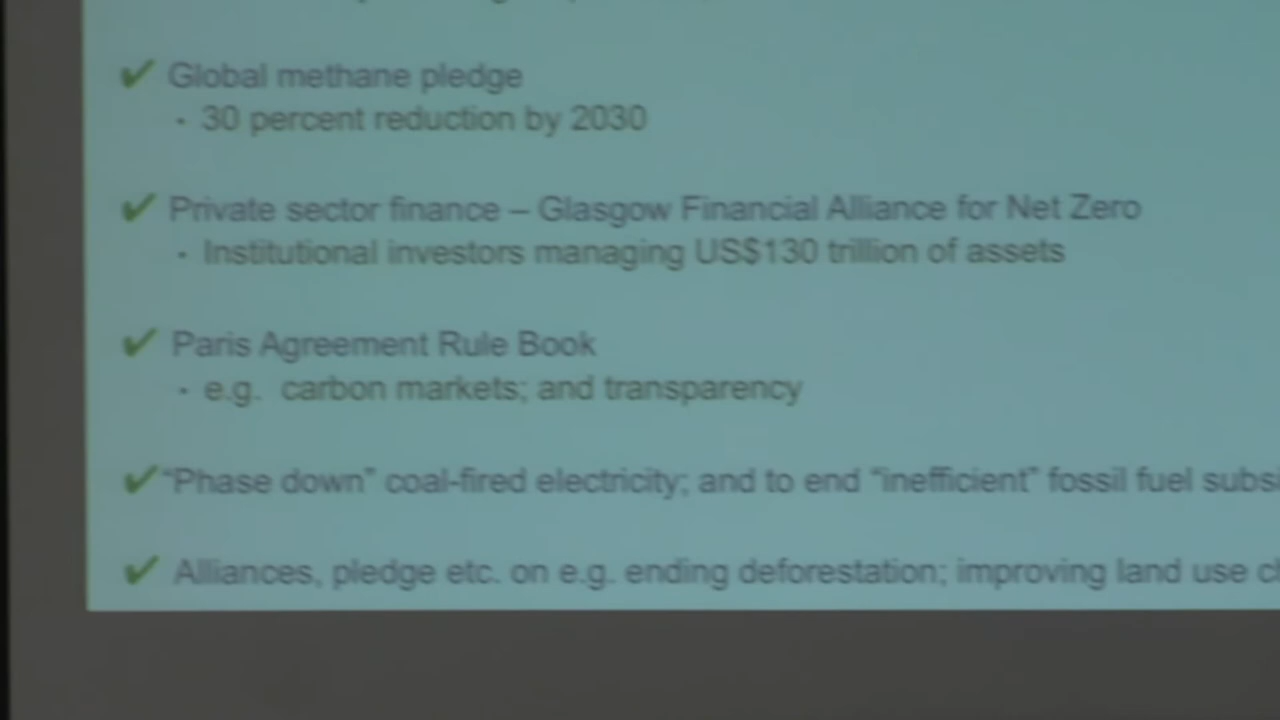 ✔ Global methane pledge
· 30 percent reduction by 2030
✔ Private sector finance – Glasgow Financial Alliance for Net Zero
· Institutional investors managing US$130 trillion of assets
✔ Paris Agreement Rule Book
· e.g. carbon markets; and transparency
✔ “Phase down” coal-fired electricity; and to end “inefficient” fossil fuel
✔ Alliances, pledge etc. on e.g. ending deforestation; improving land use